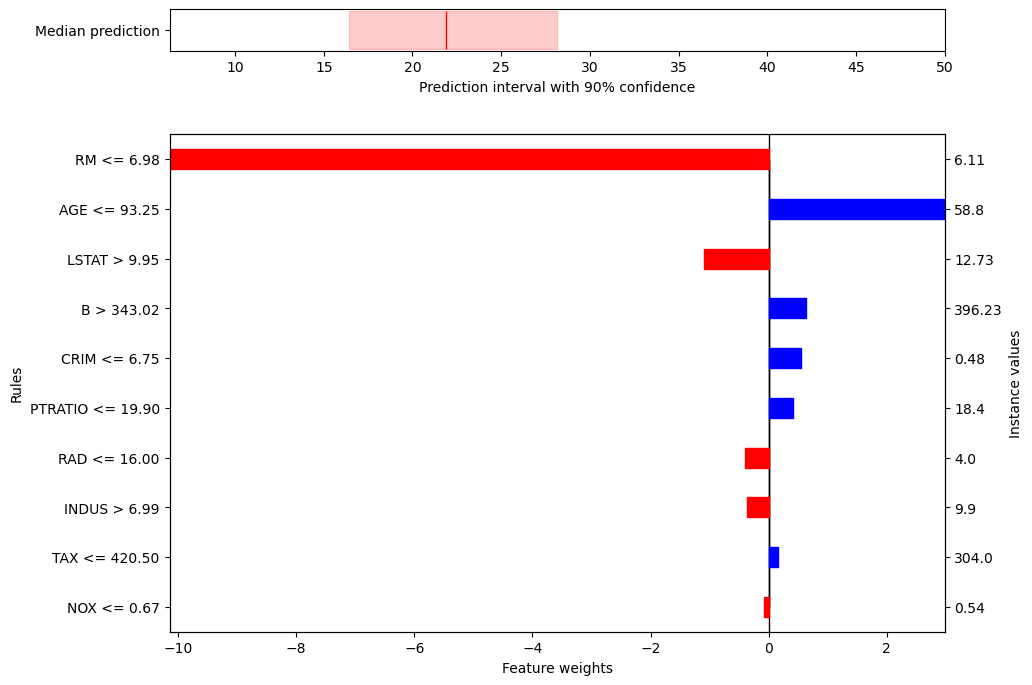 Median prediction
10 15 20 25 30 35 40 45 50
Prediction interval with 90% confidence
RM <= 6.98 6.11
AGE <= 93.25 58.8
LSTAT > 9.95 12.73
B > 343.02 396.23
CRIM <= 6.75 0.48
PTRATIO <= 19.90 18.4
RAD <= 16.00 4.0
INDUS > 6.99 9.9
TAX <= 420.50 304.0
NOX <= 0.67 0.54
Rules
Instance values
−10 −8 −6 −4 −2 0 2
Feature weights